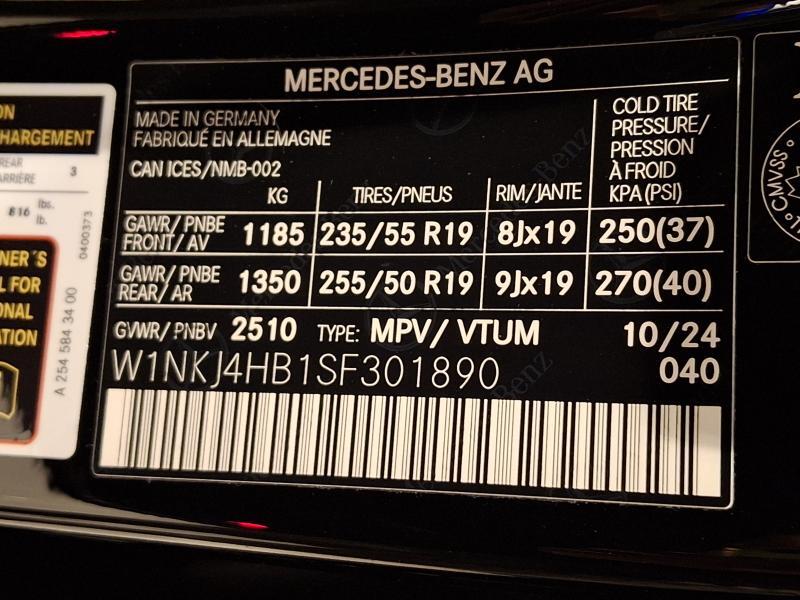 ON
CHARGEMENT
REAR
ARRIÈRE
3
816 lbs.
lb.
0400373
NER´S
L FOR
ONAL
ATION
A 254 584 34 00
MERCEDES-BENZ AG
MADE IN GERMANY
FABRIQUÉ EN ALLEMAGNE
CAN ICES/NMB-002
KG TIRES/PNEUS RIM/JANTE
COLD TIRE
PRESSURE/
PRESSION
À FROID
KPA(PSI)
GAWR/ PNBE
FRONT/ AV 1185 235/55 R19 8Jx19 250(37)
GAWR/ PNBE
REAR/ AR 1350 255/50 R19 9Jx19 270(40)
GVWR/ PNBV 2510 TYPE: MPV/ VTUM 10/24
W1NKJ4HB1SF301890 040
CMVSS